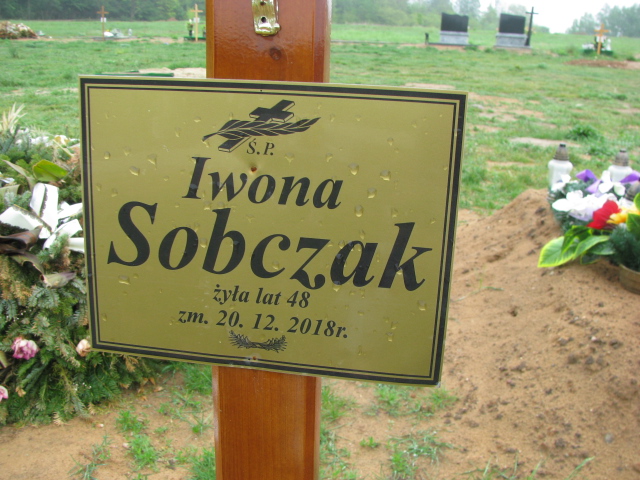 Ś.P.
Iwona
Sobczak
żyła lat 48
zm. 20. 12. 2018r.